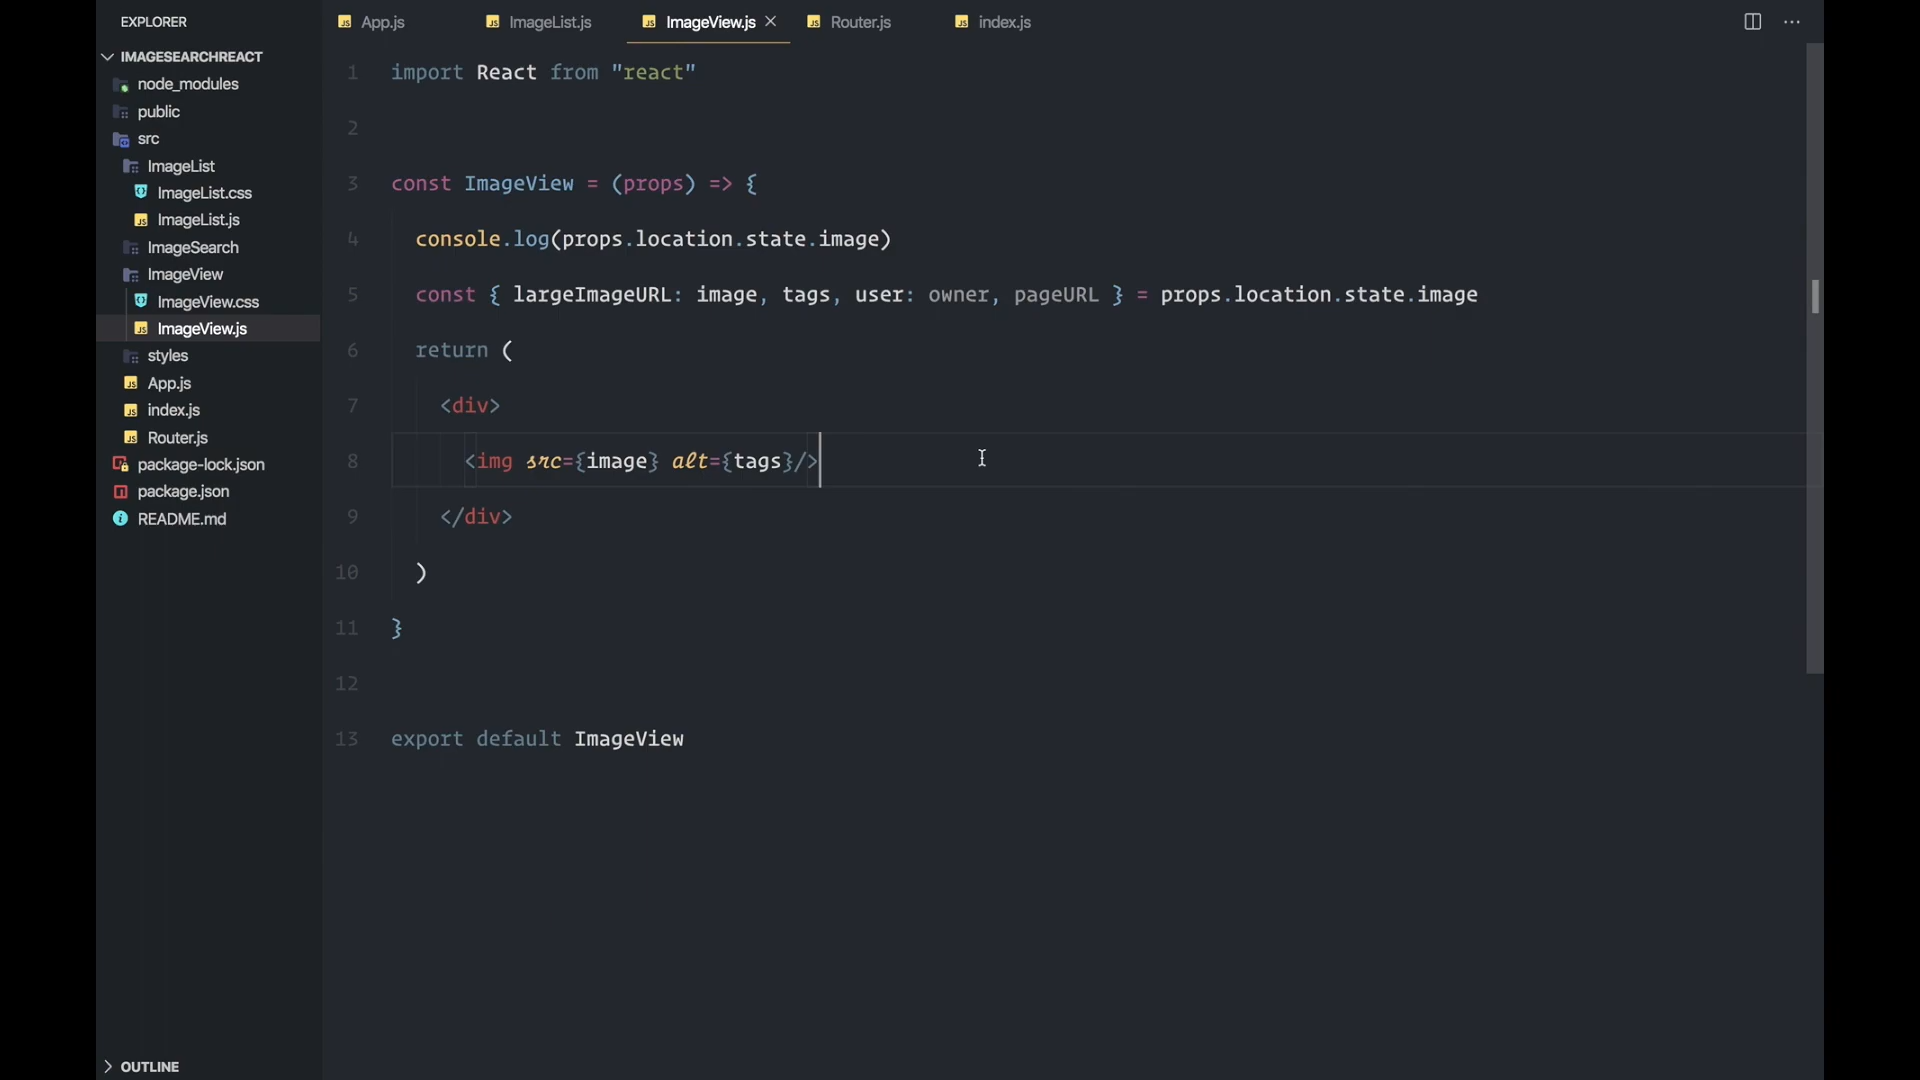 EXPLORER
IMAGESEARCHREACT
node_modules
public
src
ImageList
ImageList.css
ImageList.js
ImageSearch
ImageView
ImageView.css
ImageView.js
styles
App.js
index.js
Router.js
package-lock.json
package.json
README.md
OUTLINE
App.js
ImageList.js
ImageView.js
Router.js
index.js
1 import React from "react"
2
3 const ImageView = (props) => {
4 console.log(props.location.state.image)
5 const { largeImageURL: image, tags, user: owner, pageURL } = props.location.state.image
6 return (
7 <div>
8 <img src={image} alt={tags}/>
9 </div>
10 )
11 }
12
13 export default ImageView